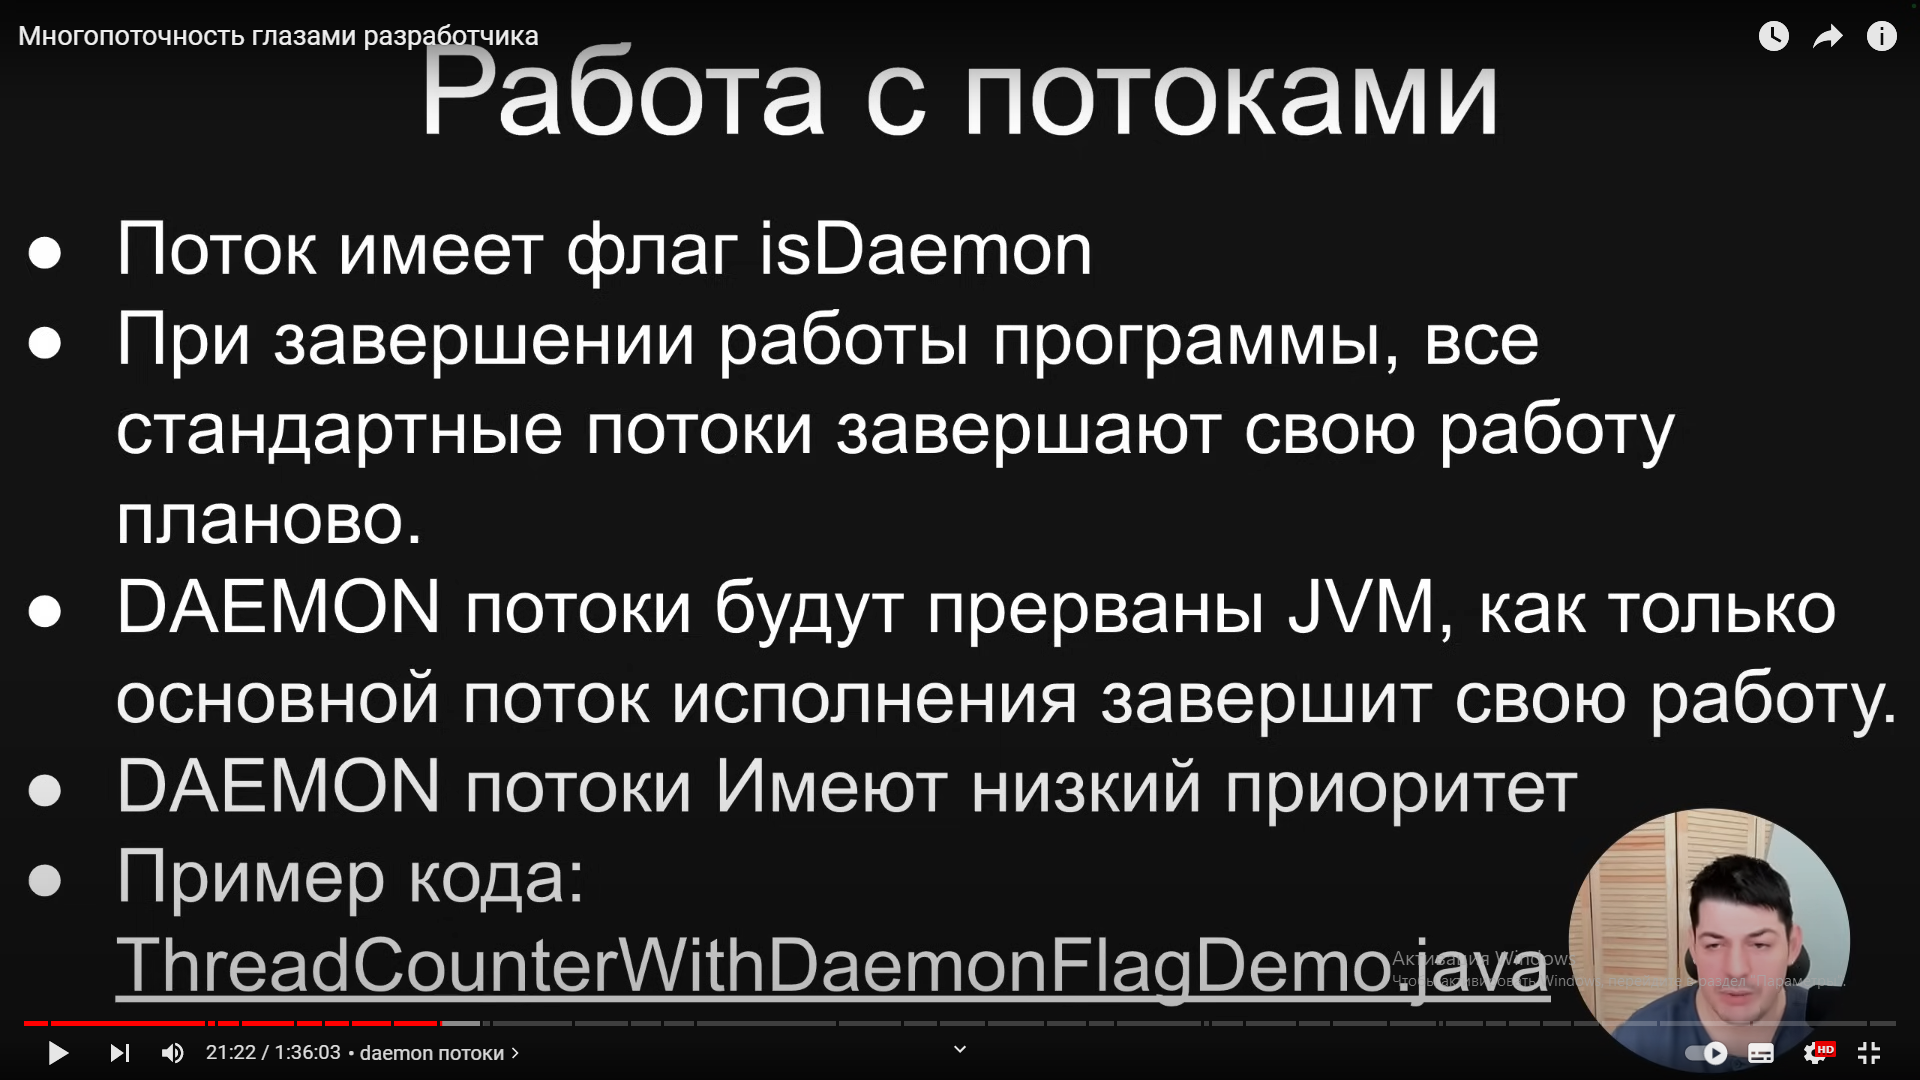 Многопоточность глазами разработчика
Работа с потоками
● Поток имеет флаг isDaemon
● При завершении работы программы, все
стандартные потоки завершают свою работу
планово.
● DAEMON потоки будут прерваны JVM, как только
основной поток исполнения завершит свою работу.
● DAEMON потоки Имеют низкий приоритет
● Пример кода:
ThreadCounterWithDaemonFlagDemo.java
Активация Windows
Чтобы активировать Windows, перейдите в раздел "Параметры".
21:22 / 1:36:03 • daemon потоки
HD